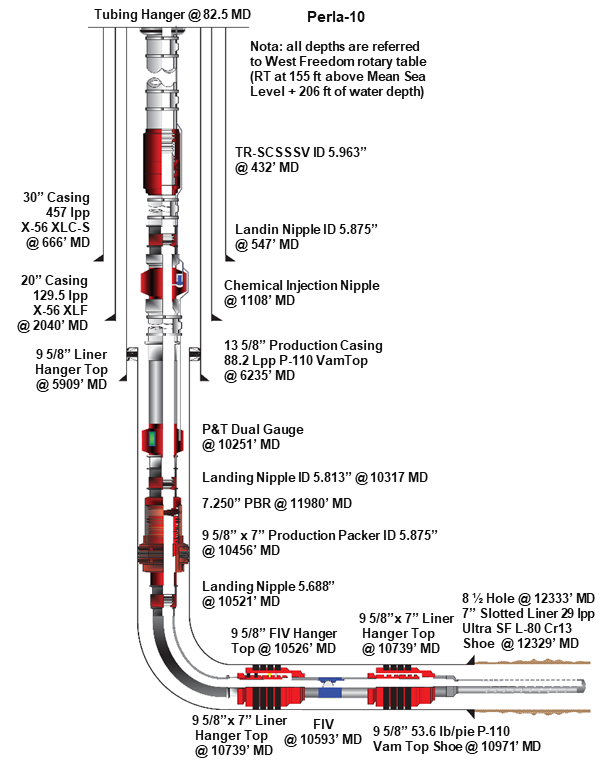 Tubing Hanger @ 82.5 MD
Perla-10
Nota: all depths are referred
to West Freedom rotary table
(RT at 155 ft above Mean Sea
Level + 206 ft of water depth)
TR-SCSSSV ID 5.963”
@ 432’ MD
30” Casing
457 lpp
X-56 XLC-S
@ 666’ MD
Landin Nipple ID 5.875”
@ 547’ MD
20” Casing
129.5 lpp
X-56 XLF
@ 2040’ MD
Chemical Injection Nipple
@ 1108’ MD
9 5/8” Liner
Hanger Top
@ 5909’ MD
13 5/8” Production Casing
88.2 Lpp P-110 VamTop
@ 6235’ MD
P&T Dual Gauge
@ 10251’ MD
Landing Nipple ID 5.813” @ 10317 MD
7.250” PBR @ 11980’ MD
9 5/8” x 7” Production Packer ID 5.875”
@ 10456’ MD
Landing Nipple 5.688”
@ 10521’ MD
9 5/8” FIV Hanger
Top @ 10526’ MD
9 5/8”x 7” Liner
Hanger Top
@ 10739’ MD
8 ½ Hole @ 12333’ MD
7” Slotted Liner 29 lpp
Ultra SF L-80 Cr13
Shoe @ 12329’ MD
9 5/8”x 7” Liner
Hanger Top
@ 10739’ MD
FIV
@ 10593’ MD
9 5/8” 53.6 lb/pie P-110
Vam Top Shoe @ 10971’ MD